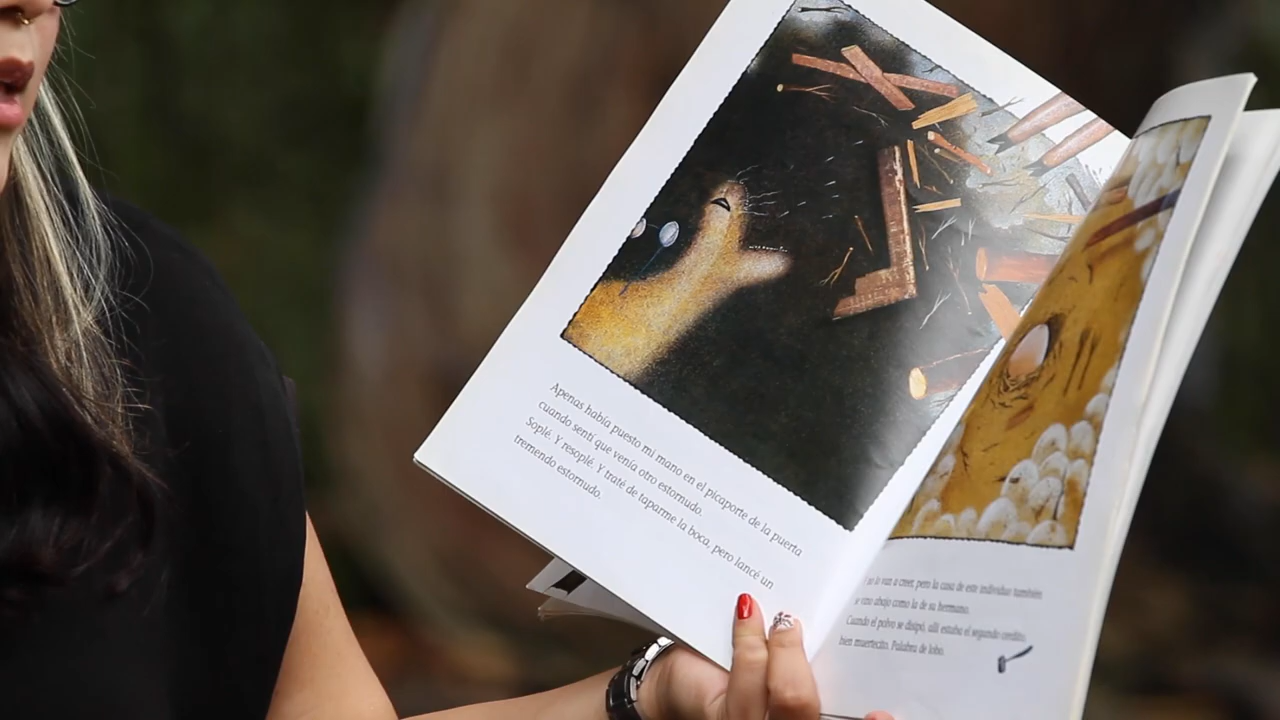 Apenas había puesto mi mano en el picaporte de la puerta
cuando sentí que venía otro estornudo.
Soplé. Y resoplé. Y traté de taparme la boca, pero lancé un
tremendo estornudo.
no lo van a creer, pero la casa de este individuo también
se vino abajo como la de su hermano.
Cuando el polvo se disipó, allí estaba el segundo cerdito,
bien muertecito. Palabra de lobo.